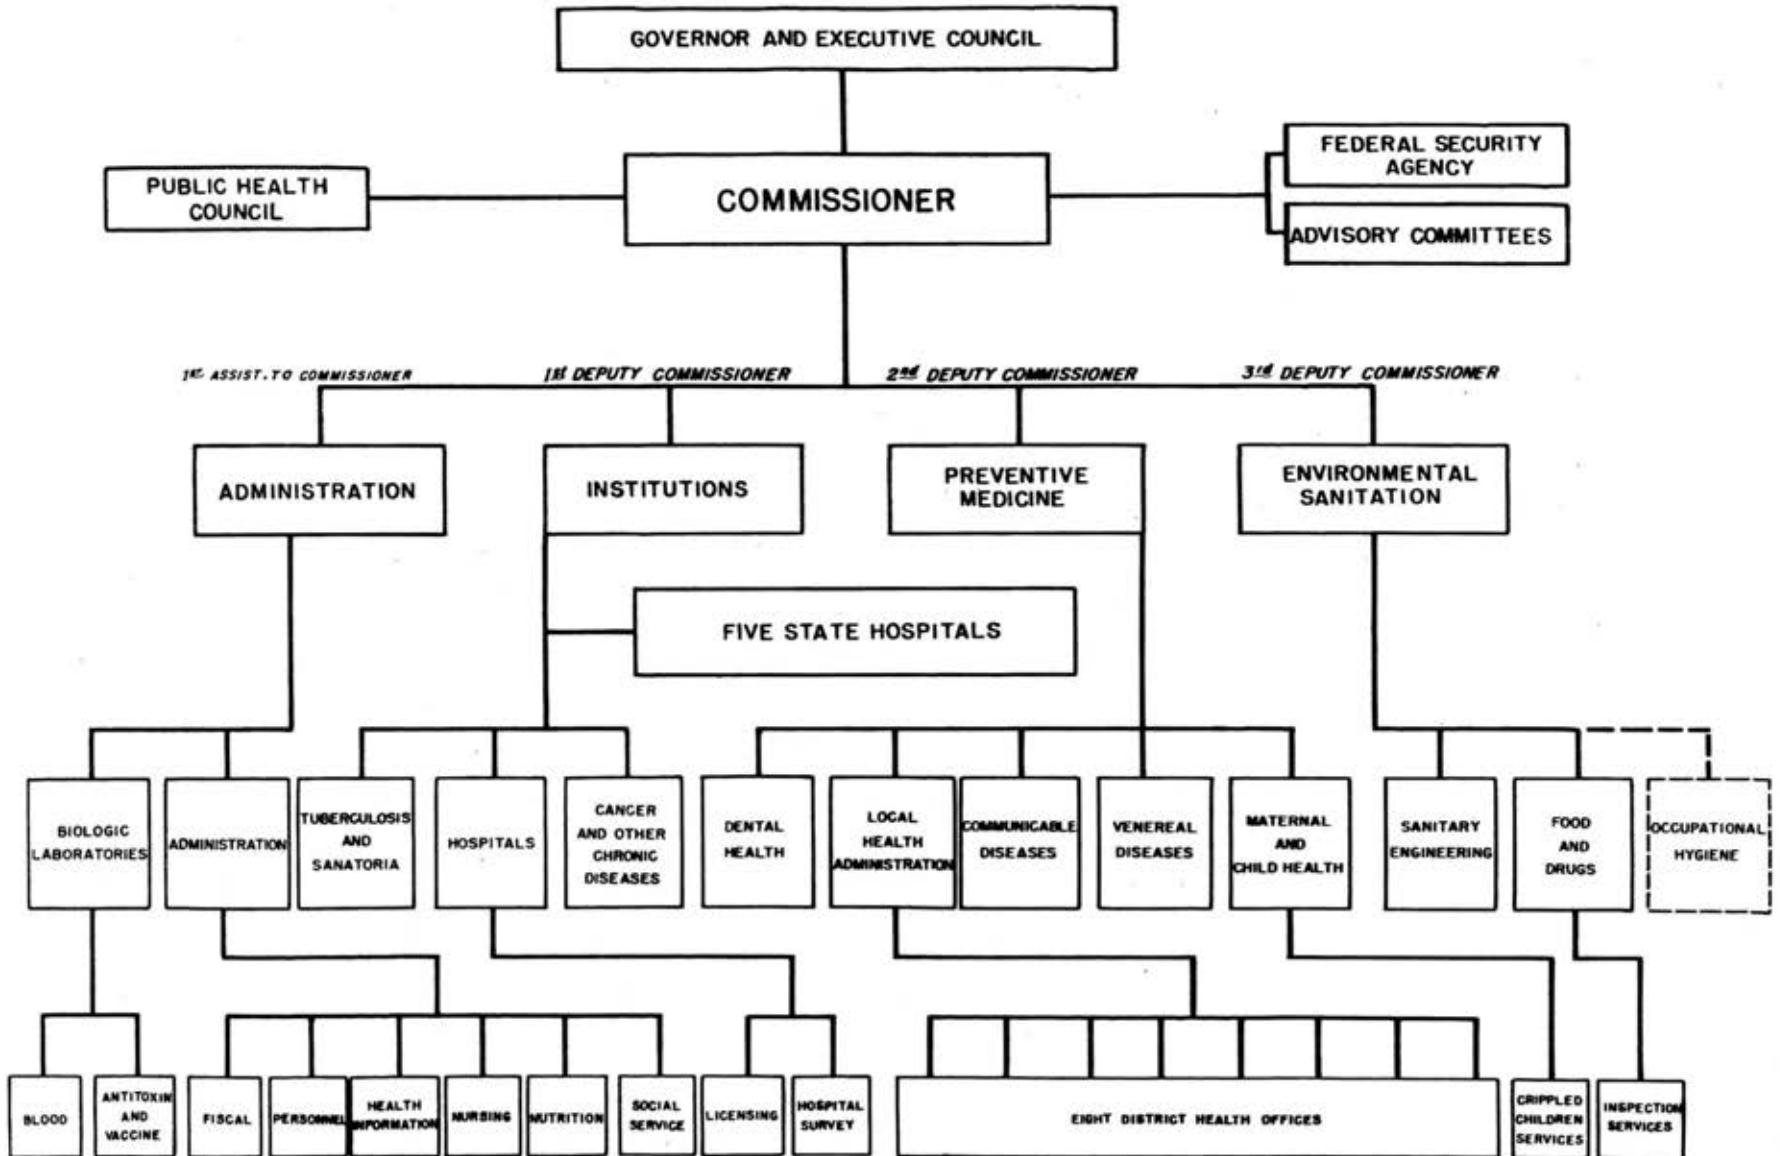 GOVERNOR AND EXECUTIVE COUNCIL
FEDERAL SECURITY
AGENCY
PUBLIC HEALTH
COUNCIL
COMMISSIONER
ADVISORY COMMITTEES
1ST. ASSIST. TO COMMISSIONER
1st DEPUTY COMMISSIONER
2nd DEPUTY COMMISSIONER
3rd DEPUTY COMMISSIONER
ADMINISTRATION
INSTITUTIONS
PREVENTIVE
MEDICINE
ENVIRONMENTAL
SANITATION
FIVE STATE HOSPITALS
BIOLOGIC
LABORATORIES
ADMINISTRATION
TUBERCULOSIS
AND
SANATORIA
HOSPITALS
CANCER
AND OTHER
CHRONIC
DISEASES
DENTAL
HEALTH
LOCAL
HEALTH
ADMINISTRATION
COMMUNICABLE
DISEASES
VENEREAL
DISEASES
MATERNAL
AND
CHILD HEALTH
SANITARY
ENGINEERING
FOOD
AND
DRUGS
OCCUPATIONAL
HYGIENE
BLOOD
ANTITOXIN
AND
VACCINE
FISCAL
PERSONNEL
HEALTH
INFORMATION
NURSING
NUTRITION
SOCIAL
SERVICE
LICENSING
HOSPITAL
SURVEY
EIGHT DISTRICT HEALTH OFFICES
CRIPPLED
CHILDREN
SERVICES
INSPECTION
SERVICES